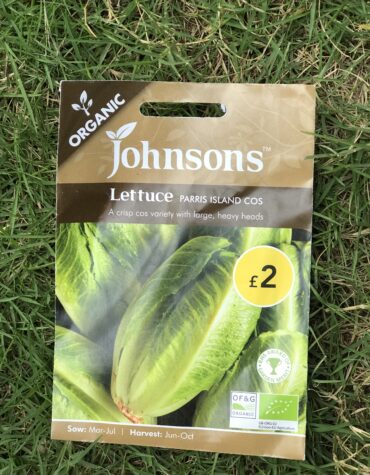 ORGANIC
Johnsons™
Lettuce PARRIS ISLAND COS
A crisp cos variety with large, heavy heads
£2
OF&G
ORGANIC
Sow: Mar-Jul | Harvest: Jun-Oct